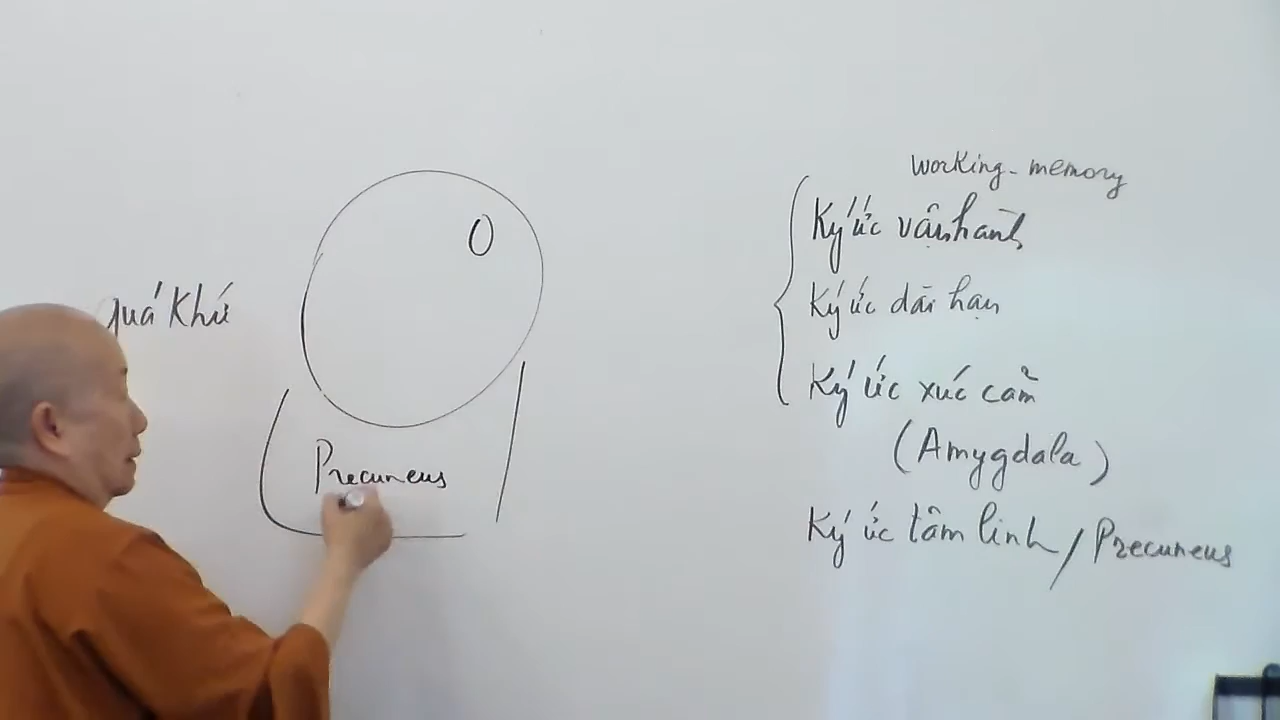 quá khứ
O
Precuneus
working-memory
Ký ức vận hành
Ký ức dài hạn
Ký ức xúc cảm
(Amygdala)
Ký ức tâm linh / Precuneus